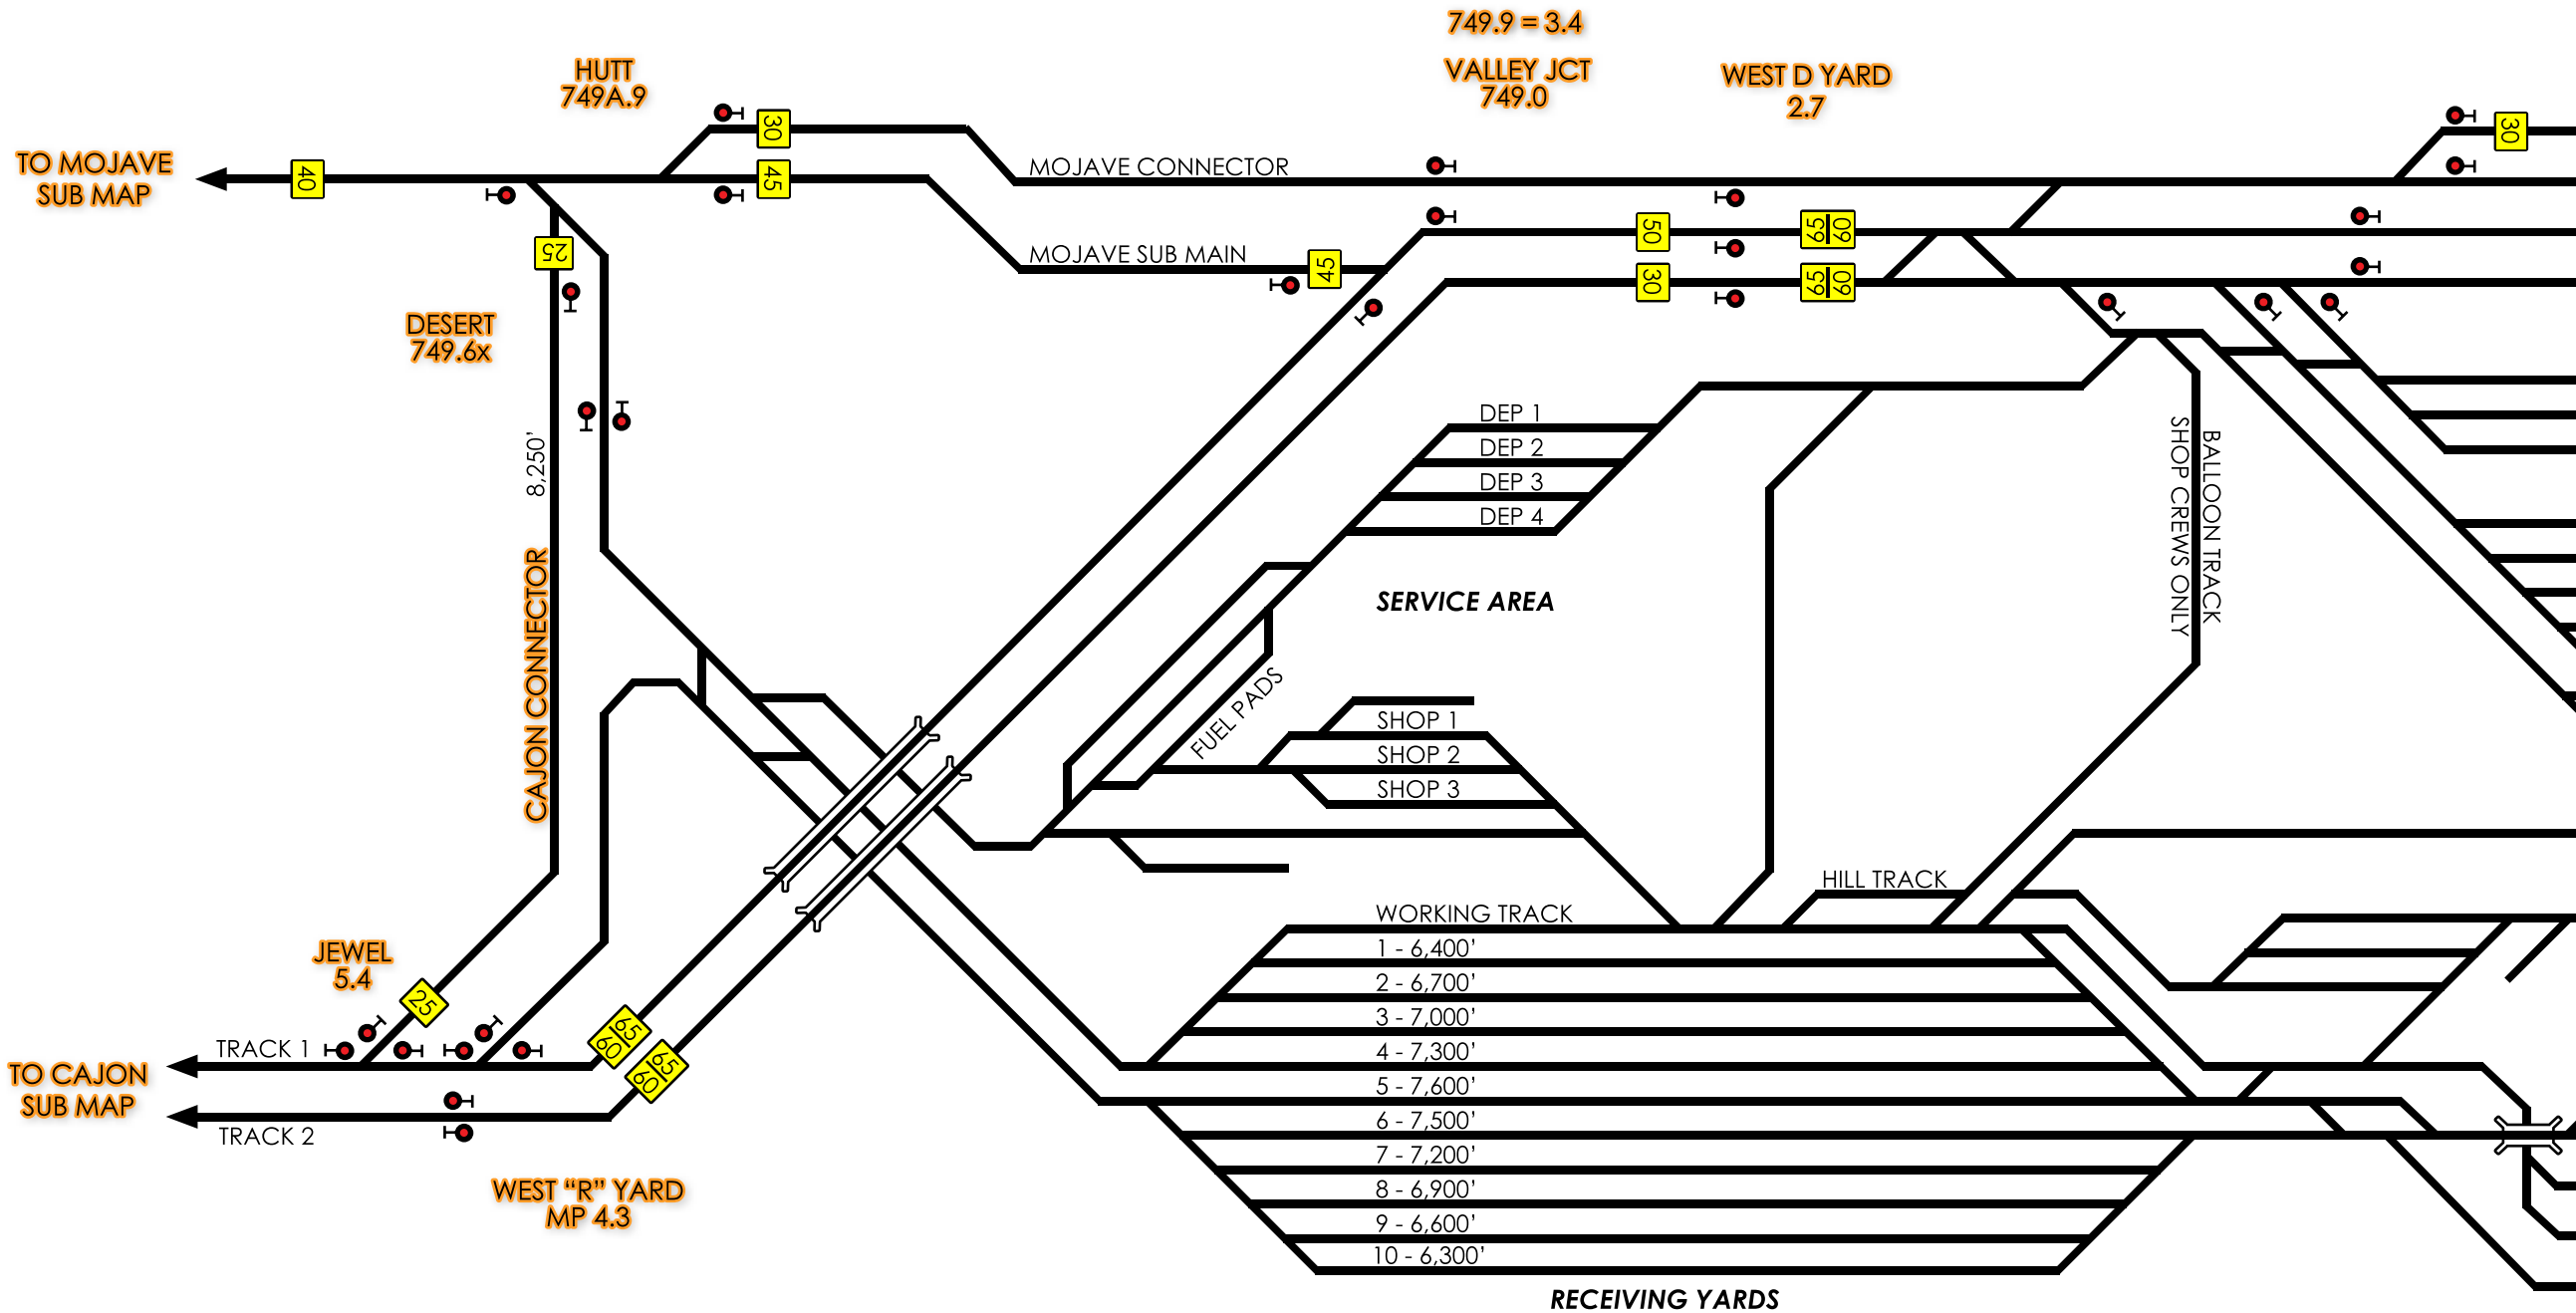 749.9 = 3.4
HUTT
749A.9
VALLEY JCT
749.0
WEST D YARD
2.7
30
30
TO MOJAVE
SUB MAP
40
45
MOJAVE CONNECTOR
25
MOJAVE SUB MAIN
45
50
65
60
30
65
60
DESERT
749.6x
8,250'
CAJON CONNECTOR
DEP 1
DEP 2
DEP 3
DEP 4
SERVICE AREA
BALLOON TRACK
SHOP CREWS ONLY
FUEL PADS
SHOP 1
SHOP 2
SHOP 3
HILL TRACK
WORKING TRACK
1 - 6,400'
2 - 6,700'
3 - 7,000'
4 - 7,300'
5 - 7,600'
6 - 7,500'
7 - 7,200'
8 - 6,900'
9 - 6,600'
10 - 6,300'
RECEIVING YARDS
JEWEL
5.4
25
65
60
65
60
TRACK 1
TO CAJON
SUB MAP
TRACK 2
WEST “R” YARD
MP 4.3